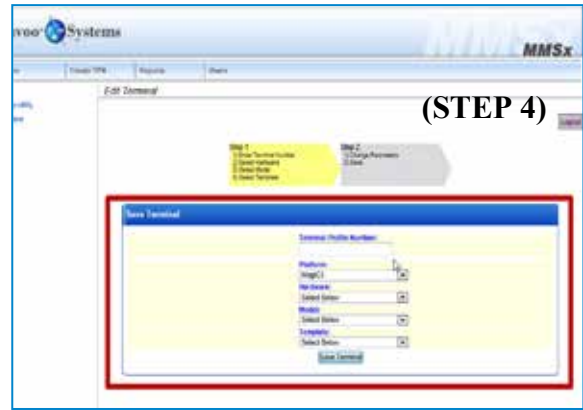 Systems
MMSx
Create TPN
Reports
Users
Edit Terminal
(STEP 4)
Step 1
Step 2
1) Enter Terminal Number
1) Change Parameters
2) Select Hardware
2) Save
3) Select Model
4) Select Template
Save Terminal
Terminal Profile Number:
Platform:
Hardware:
Select Below
Model:
Select Below
Template:
Select Below
Save Terminal